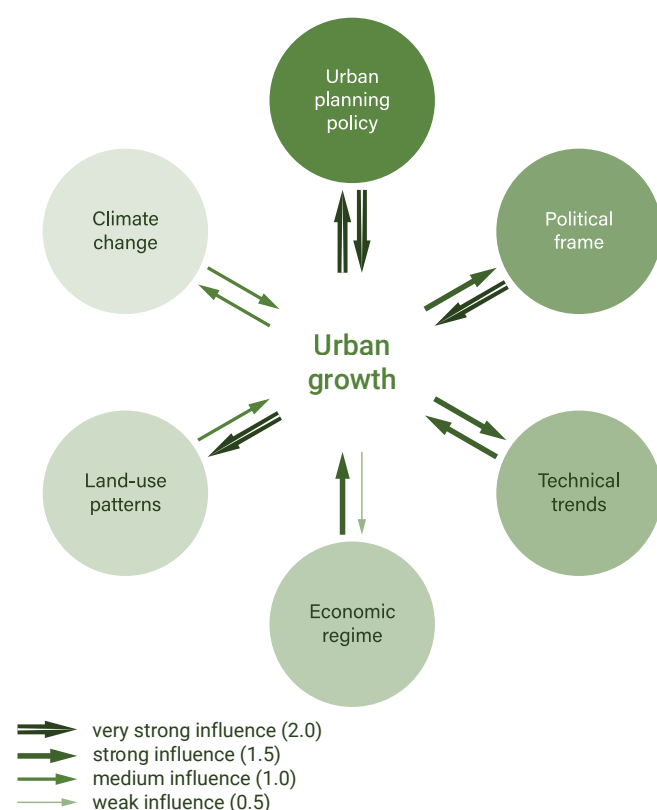 Urban
planning
policy
Climate
change
Political
frame
Urban
growth
Land-use
patterns
Technical
trends
Economic
regime
very strong influence (2.0)
strong influence (1.5)
medium influence (1.0)
weak influence (0.5)